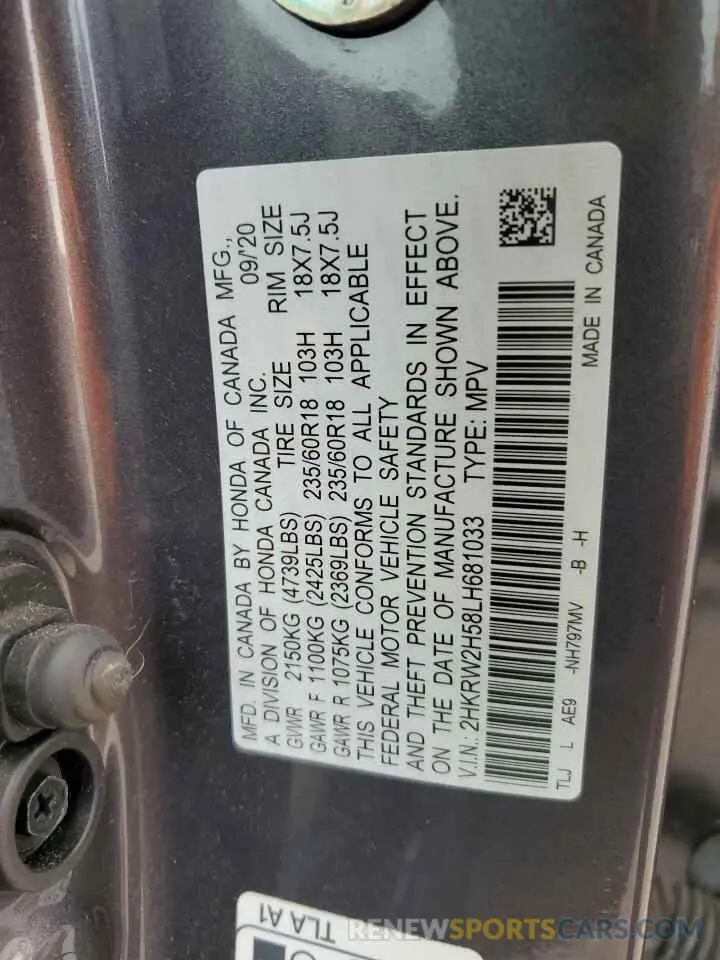 MFD. IN CANADA BY HONDA OF CANADA MFG.,
A DIVISION OF HONDA CANADA INC. 09/'20
GVWR 2150KG (4739LBS) TIRE SIZE RIM SIZE
GAWR F 1100KG (2425LBS) 235/60R18 103H 18X7.5J
GAWR R 1075KG (2369LBS) 235/60R18 103H 18X7.5J
THIS VEHICLE CONFORMS TO ALL APPLICABLE
FEDERAL MOTOR VEHICLE SAFETY
AND THEFT PREVENTION STANDARDS IN EFFECT
ON THE DATE OF MANUFACTURE SHOWN ABOVE.
V.I.N.: 2HKRW2H58LH681033 TYPE: MPV
TLJ L AE9 -NH797MV -B -H MADE IN CANADA
TLA A1
RENEWSPORTSCARS.COM